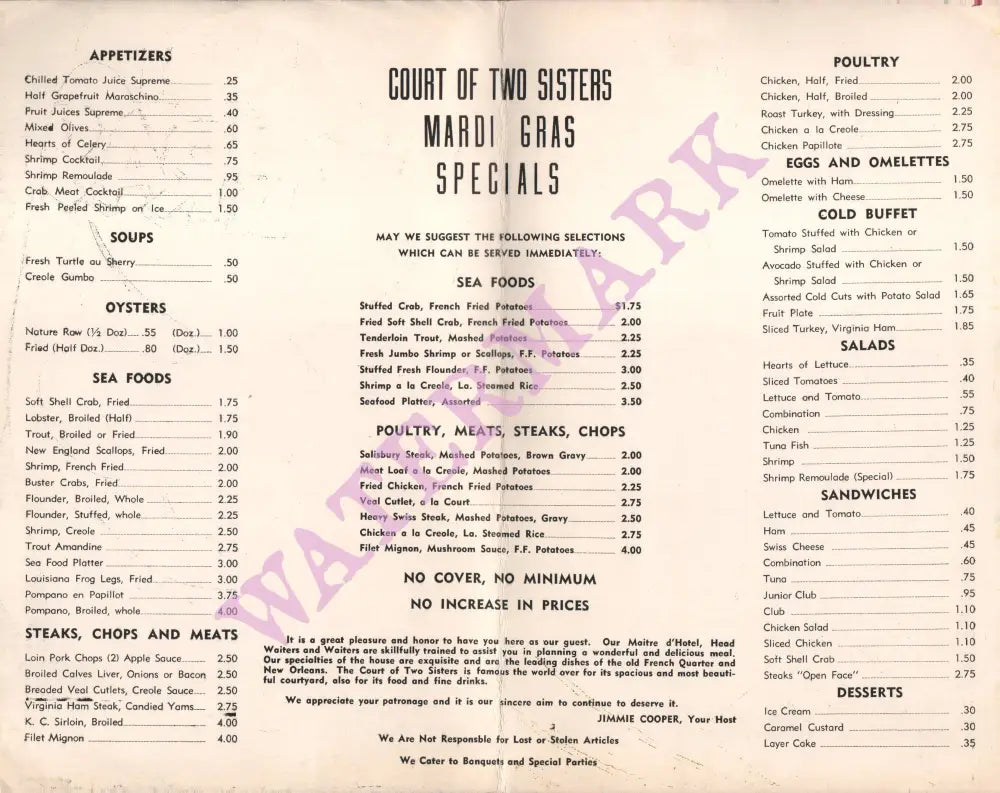 APPETIZERS
Chilled Tomato Juice Supreme .25
Half Grapefruit Maraschino .35
Fruit Juices Supreme .40
Mixed Olives .60
Hearts of Celery .65
Shrimp Cocktail .75
Shrimp Remoulade .95
Crab Meat Cocktail 1.00
Fresh Peeled Shrimp on Ice 1.50
SOUPS
Fresh Turtle au Sherry .50
Creole Gumbo .50
OYSTERS
Nature Raw (½ Doz) .55 (Doz.) 1.00
Fried (Half Doz.) .80 (Doz.) 1.50
SEA FOODS
Soft Shell Crab, Fried 1.75
Lobster, Broiled (Half) 1.75
Trout, Broiled or Fried 1.90
New England Scallops, Fried 2.00
Shrimp, French Fried 2.00
Buster Crabs, Fried 2.00
Flounder, Broiled, Whole 2.25
Flounder, Stuffed, whole 2.25
Shrimp, Creole 2.50
Trout Amandine 2.75
Sea Food Platter 3.00
Louisiana Frog Legs, Fried 3.00
Pompano en Papillot 3.75
Pompano, Broiled, whole 4.00
STEAKS, CHOPS AND MEATS
Loin Pork Chops (2) Apple Sauce 2.50
Broiled Calves Liver, Onions or Bacon 2.50
Breaded Veal Cutlets, Creole Sauce 2.50
Virginia Ham Steak, Candied Yams 2.75
K. C. Sirloin, Broiled 4.00
Filet Mignon 4.00
COURT OF TWO SISTERS
MARDI GRAS
SPECIALS
MAY WE SUGGEST THE FOLLOWING SELECTIONS
WHICH CAN BE SERVED IMMEDIATELY:
SEA FOODS
Stuffed Crab, French Fried Potatoes $1.75
Fried Soft Shell Crab, French Fried Potatoes 2.00
Tenderloin Trout, Mashed Potatoes 2.25
Fresh Jumbo Shrimp or Scallops, F.F. Potatoes 2.25
Stuffed Fresh Flounder, F.F. Potatoes 3.00
Shrimp a la Creole, La. Steamed Rice 2.50
Seafood Platter, Assorted 3.50
POULTRY, MEATS, STEAKS, CHOPS
Salisbury Steak, Mashed Potatoes, Brown Gravy 2.00
Meat Loaf a la Creole, Mashed Potatoes 2.00
Fried Chicken, French Fried Potatoes 2.25
Veal Cutlet, a la Court 2.75
Heavy Swiss Steak, Mashed Potatoes, Gravy 2.50
Chicken a la Creole, La. Steamed Rice 2.75
Filet Mignon, Mushroom Sauce, F.F. Potatoes 4.00
NO COVER, NO MINIMUM
NO INCREASE IN PRICES
It is a great pleasure and honor to have you here as our guest. Our Maitre d'Hotel, Head
Waiters and Waiters are skillfully trained to assist you in planning a wonderful and delicious meal.
Our specialties of the house are exquisite and are the leading dishes of the old French Quarter and
New Orleans. The Court of Two Sisters is famous the world over for its spacious and most beauti-
ful courtyard, also for its food and fine drinks.
We appreciate your patronage and it is our sincere aim to continue to deserve it.
JIMMIE COOPER, Your Host
We Are Not Responsble for Lost or Stolen Articles
We Cater to Banquets and Special Parties
POULTRY
Chicken, Half, Fried 2.00
Chicken, Half, Broiled 2.00
Roast Turkey, with Dressing 2.25
Chicken a la Creole 2.75
Chicken Papillote 2.75
EGGS AND OMELETTES
Omelette with Ham 1.50
Omelette with Cheese 1.50
COLD BUFFET
Tomato Stuffed with Chicken or
Shrimp Salad 1.50
Avocado Stuffed with Chicken or
Shrimp Salad 1.50
Assorted Cold Cuts with Potato Salad 1.65
Fruit Plate 1.75
Sliced Turkey, Virginia Ham 1.85
SALADS
Hearts of Lettuce .35
Sliced Tomatoes .40
Lettuce and Tomato .55
Combination .75
Chicken 1.25
Tuna Fish 1.25
Shrimp 1.50
Shrimp Remoulade (Special) 1.75
SANDWICHES
Lettuce and Tomato .40
Ham .45
Swiss Cheese .45
Combination .60
Tuna .75
Junior Club .95
Club 1.10
Chicken Salad 1.10
Sliced Chicken 1.10
Soft Shell Crab 1.50
Steaks "Open Face" 2.75
DESSERTS
Ice Cream .30
Caramel Custard .30
Layer Cake .35
WATERMARK